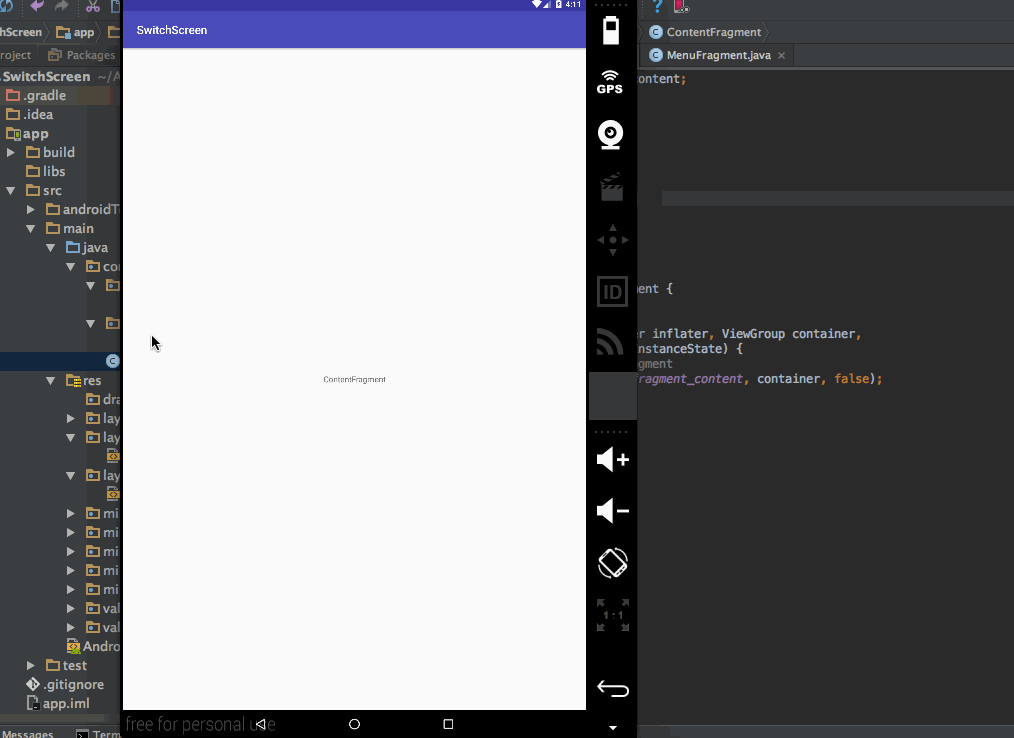 4:11
SwitchScreen
hScreen
app
ContentFragment
roject
Packages
MenuFragment.java
SwitchScreen ~/A
ontent;
.gradle
GPS
.idea
app
build
libs
src
androidT
main
java
co
ID
ent {
r inflater, ViewGroup container,
nstanceState) {
gment
ragment_content, container, false);
ContentFragment
res
dra
lay
lay
lay
mi
mi
mi
mi
mi
val
val
1:1
Andro
test
.gitignore
app.iml
free for personal use
Messages
Term